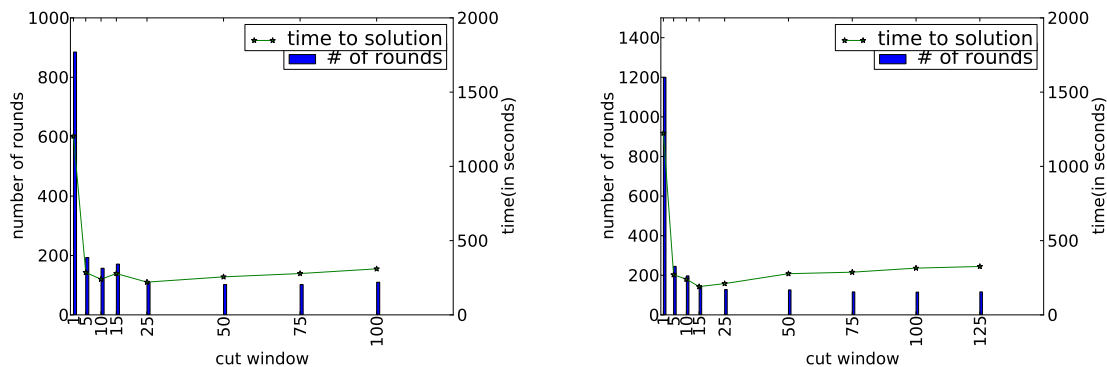 1000
800
600
400
200
0
number of rounds
time to solution
# of rounds
2000
1500
1000
500
0
time(in seconds)
1 5 10 15 25 50 75 100
cut window
1400
1200
1000
800
600
400
200
0
number of rounds
time to solution
# of rounds
2000
1500
1000
500
0
time(in seconds)
1 5 10 15 25 50 75 100 125
cut window